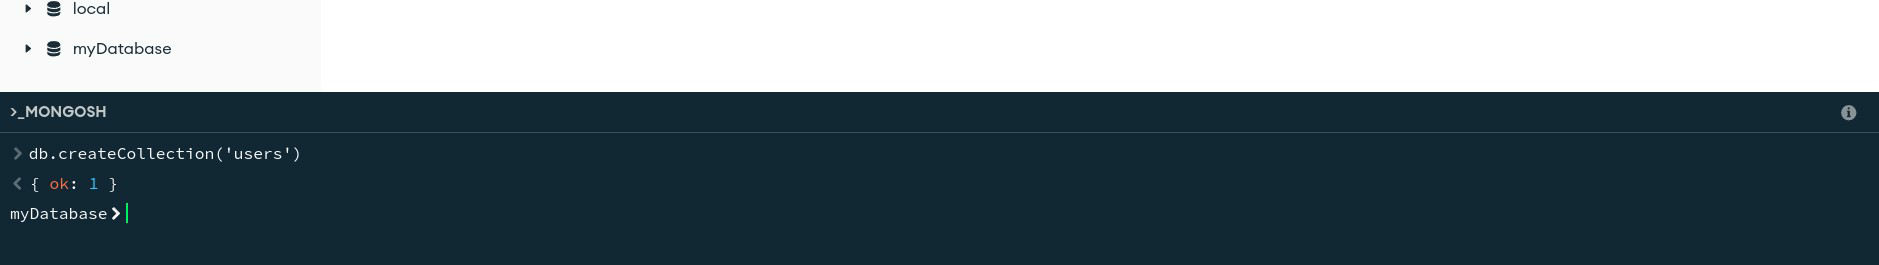 local
myDatabase
>_MONGOSH
> db.createCollection('users')
< { ok: 1 }
myDatabase>